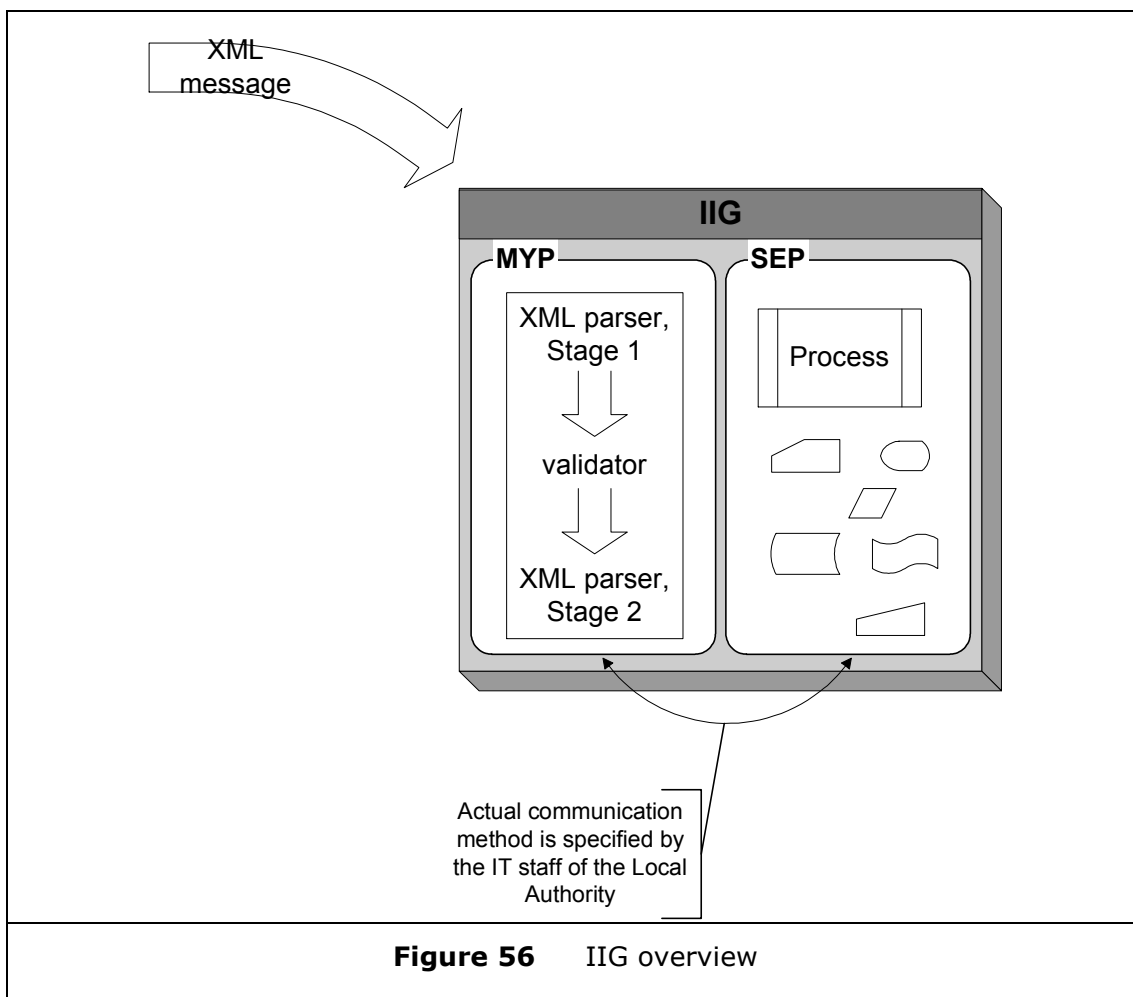 XML
message
IIG
MYP
SEP
XML parser,
Stage 1
validator
XML parser,
Stage 2
Process
Actual communication
method is specified by
the IT staff of the Local
Authority
Figure 56 IIG overview